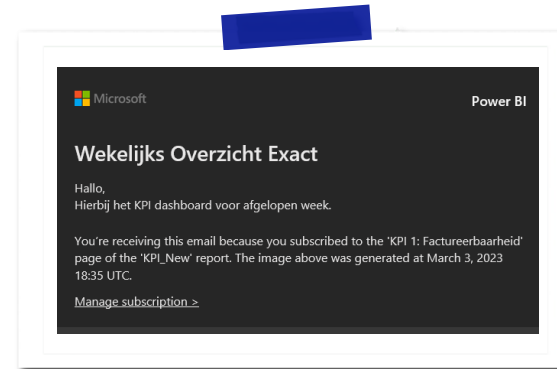 Microsoft
Power BI
Wekelijks Overzicht Exact
Hallo,
Hierbij het KPI dashboard voor afgelopen week.
You're receiving this email because you subscribed to the 'KPI 1: Factureerbaarheid'
page of the 'KPI_New' report. The image above was generated at March 3, 2023
18:35 UTC.
Manage subscription >